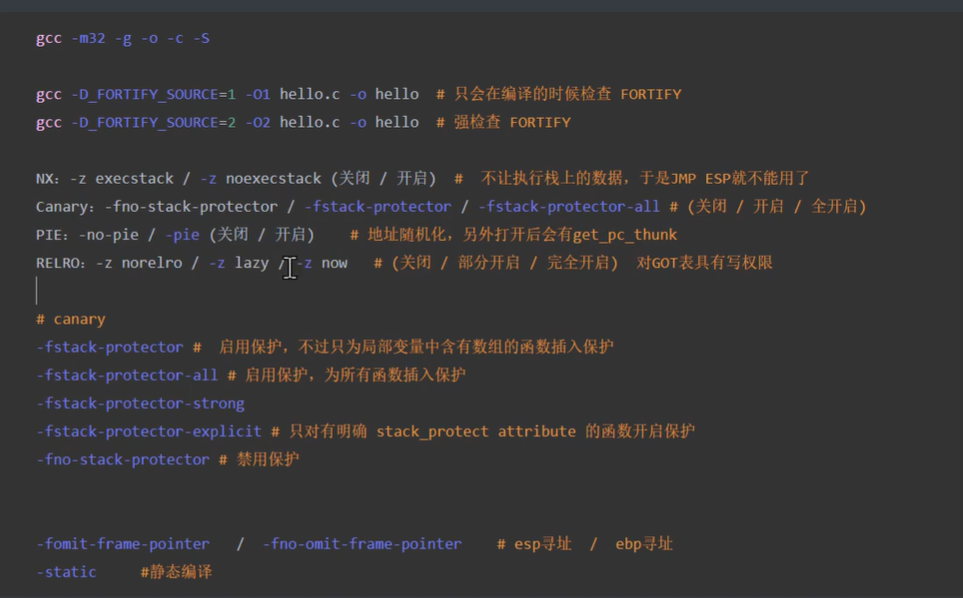 gcc -m32 -g -o -c -S
gcc -D_FORTIFY_SOURCE=1 -O1 hello.c -o hello # 只会在编译的时候检查 FORTIFY
gcc -D_FORTIFY_SOURCE=2 -O2 hello.c -o hello # 强检查 FORTIFY
NX: -z execstack / -z noexecstack (关闭 / 开启) # 不让执行栈上的数据，于是JMP ESP就不能用了
Canary: -fno-stack-protector / -fstack-protector / -fstack-protector-all # (关闭 / 开启 / 全开启)
PIE: -no-pie / -pie (关闭 / 开启) # 地址随机化，另外打开后会有get_pc_thunk
RELRO: -z norelro / -z lazy / -z now # (关闭 / 部分开启 / 完全开启) 对GOT表具有写权限
# canary
-fstack-protector # 启用保护，不过只为局部变量中含有数组的函数插入保护
-fstack-protector-all # 启用保护，为所有函数插入保护
-fstack-protector-strong
-fstack-protector-explicit # 只对有明确 stack_protect attribute 的函数开启保护
-fno-stack-protector # 禁用保护
-fomit-frame-pointer / -fno-omit-frame-pointer # esp寻址 / ebp寻址
-static #静态编译